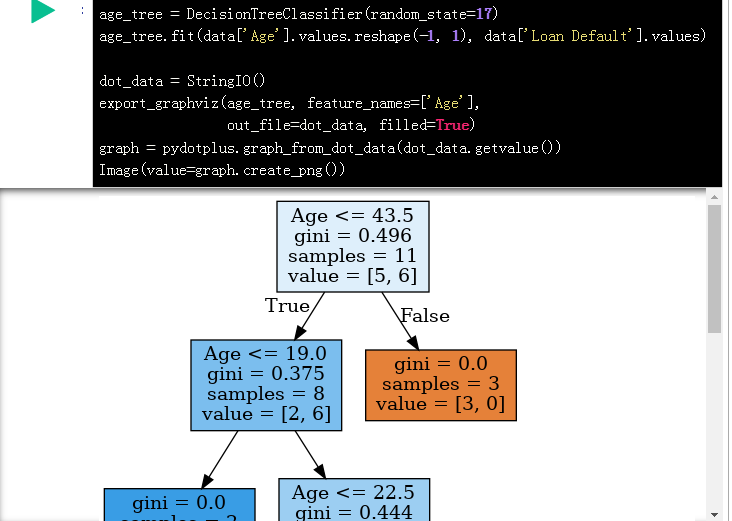 age_tree = DecisionTreeClassifier(random_state=17)
age_tree.fit(data['Age'].values.reshape(-1, 1), data['Loan Default'].values)
dot_data = StringIO()
export_graphviz(age_tree, feature_names=['Age'],
out_file=dot_data, filled=True)
graph = pydotplus.graph_from_dot_data(dot_data.getvalue())
Image(value=graph.create_png())
Age <= 43.5
gini = 0.496
samples = 11
value = [5, 6]
True
False
Age <= 19.0
gini = 0.375
samples = 8
value = [2, 6]
gini = 0.0
samples = 3
value = [3, 0]
gini = 0.0
Age <= 22.5
gini = 0.444